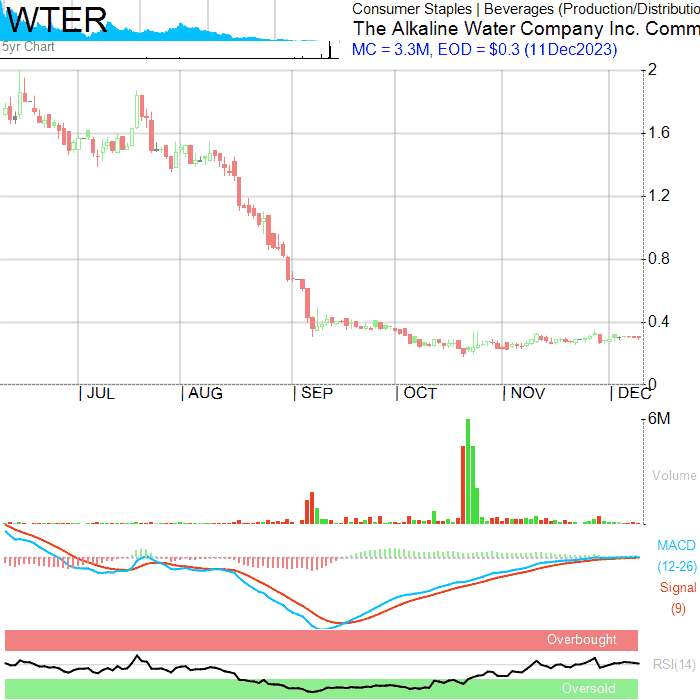 WTER
5yr Chart
Consumer Staples | Beverages (Production/Distributio
The Alkaline Water Company Inc. Comm
MC = 3.3M, EOD = $0.3 (11Dec2023)
2
1.6
1.2
0.8
0.4
0
JUL
AUG
SEP
OCT
NOV
DEC
6M
Volume
MACD
(12-26)
Signal
(9)
Overbought
RSI(14)
Oversold